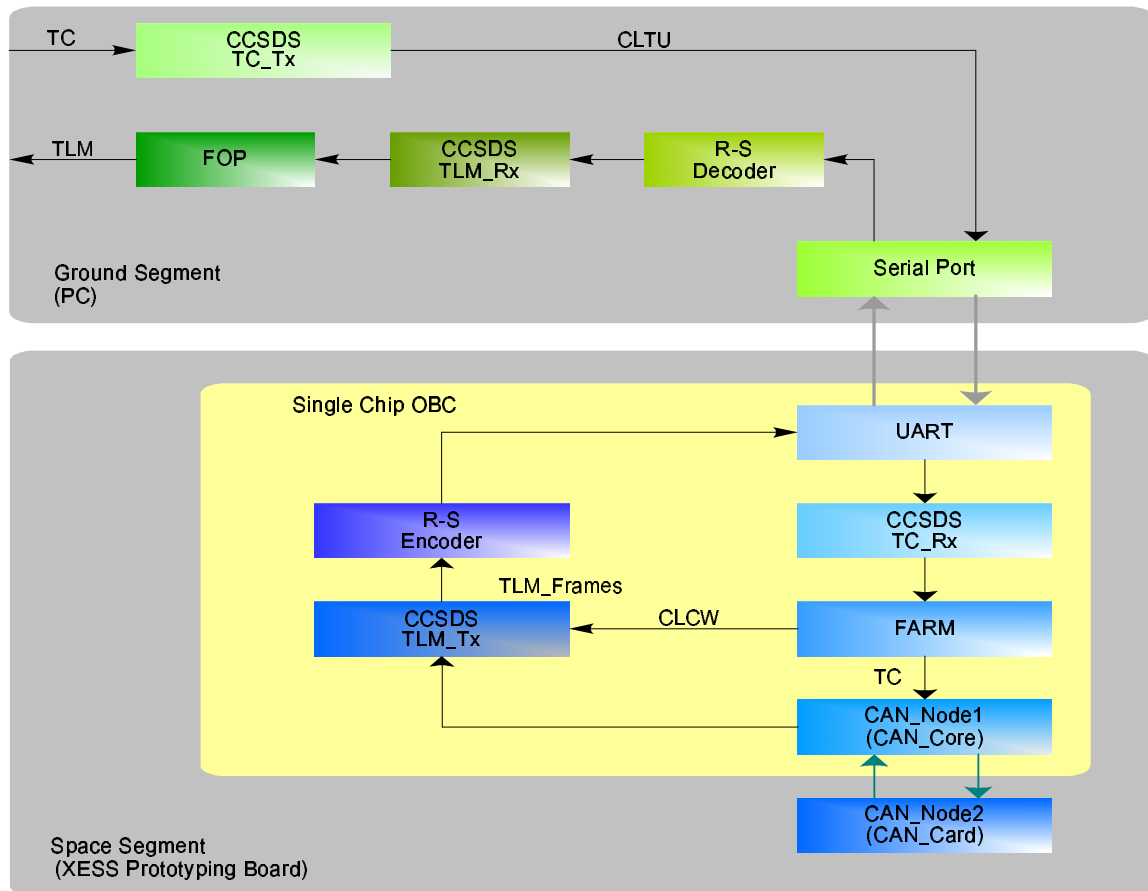 TC
CCSDS
TC_Tx
CLTU
TLM
FOP
CCSDS
TLM_Rx
R-S
Decoder
Serial Port
Ground Segment
(PC)
Single Chip OBC
UART
R-S
Encoder
CCSDS
TC_Rx
TLM_Frames
CCSDS
TLM_Tx
CLCW
FARM
TC
CAN_Node1
(CAN_Core)
CAN_Node2
(CAN_Card)
Space Segment
(XESS Prototyping Board)